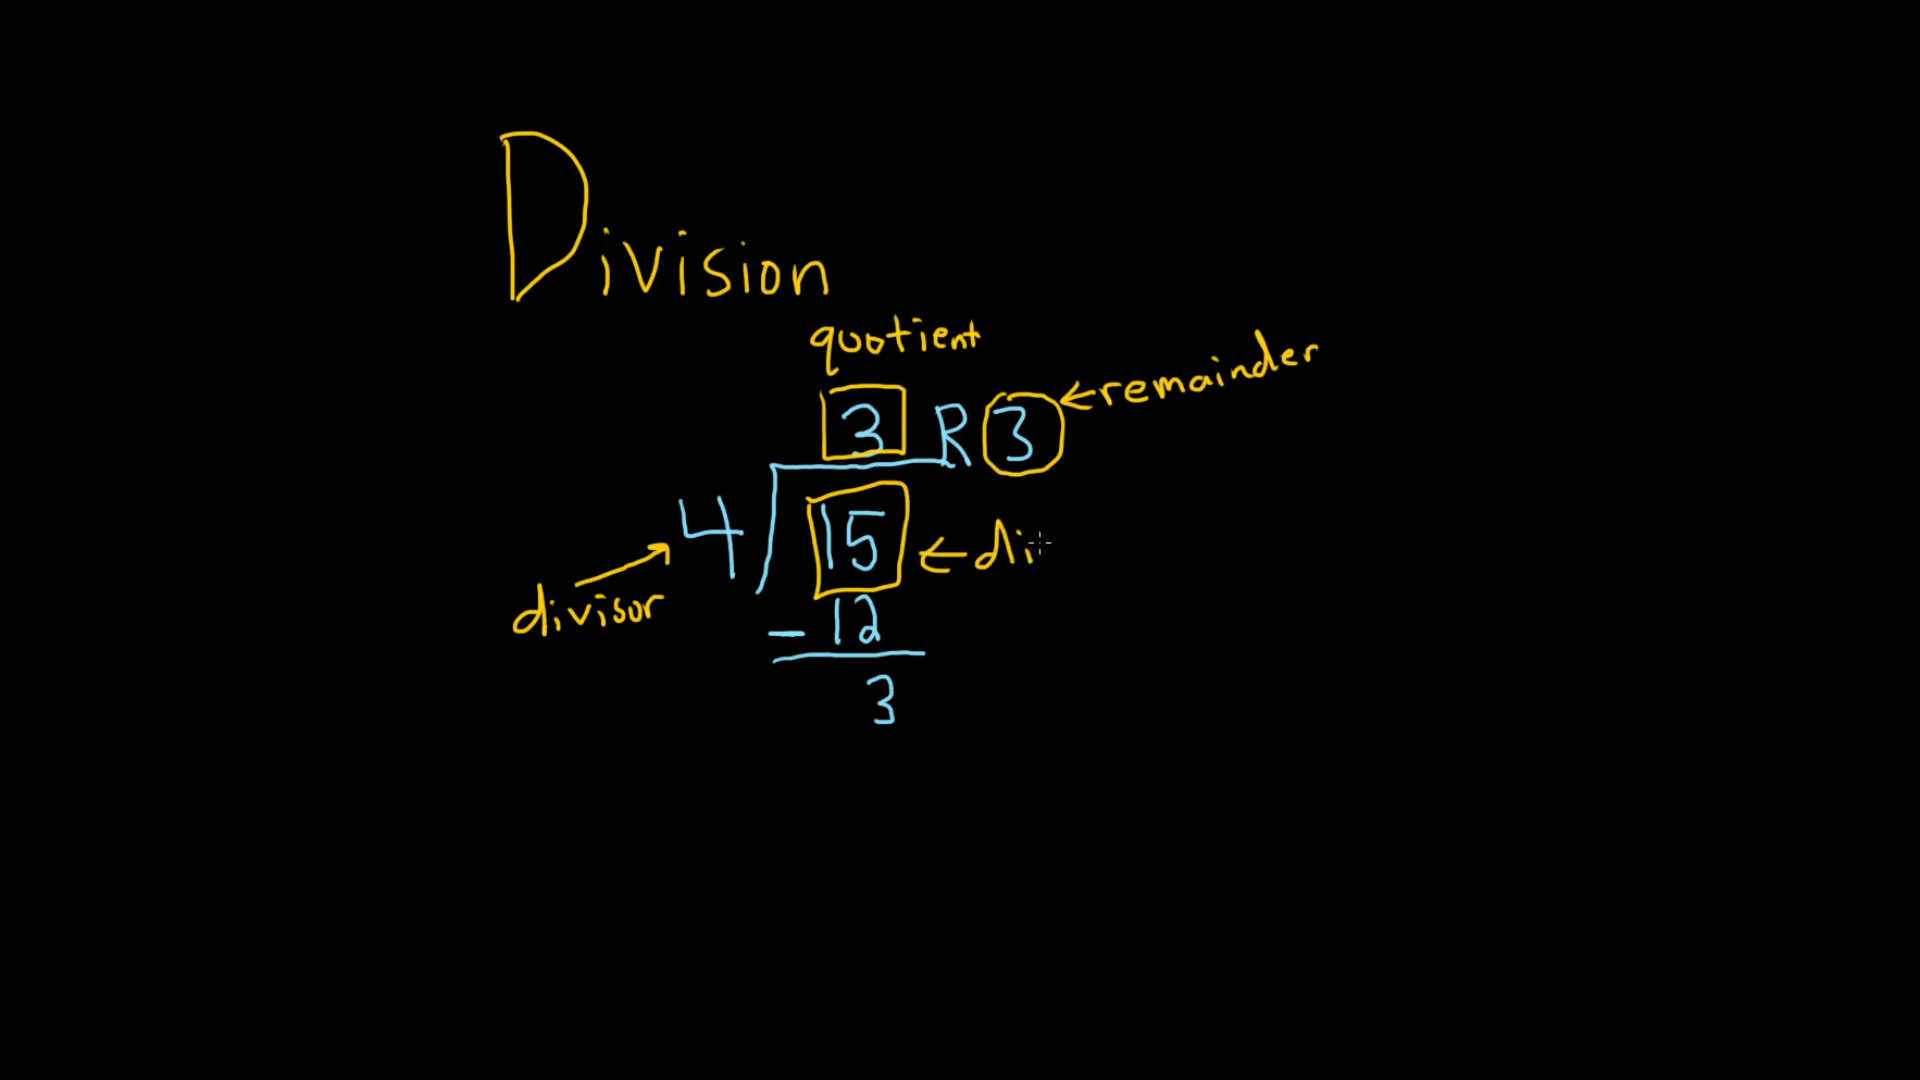 Division
quotient
3 R 3 ← remainder
4 15 ← di
divisor
- 12
3